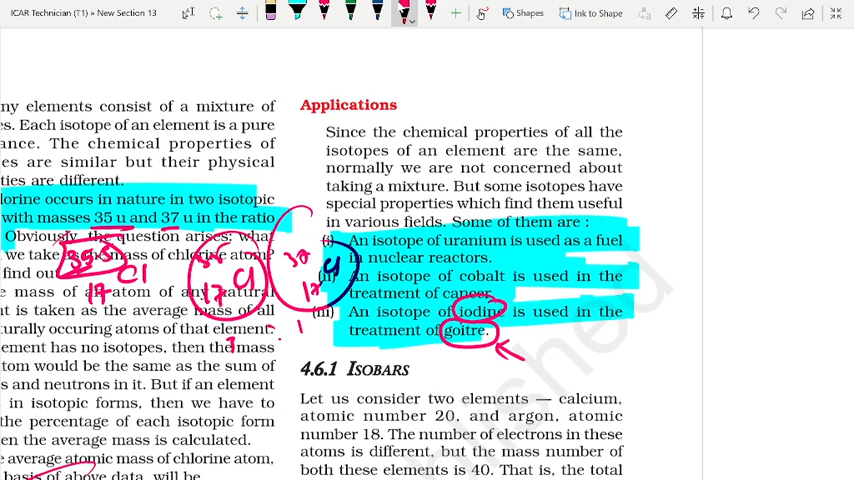 ICAR Technician (T1) » New Section 13
Shapes
Ink to Shape
ny elements consist of a mixture of
es. Each isotope of an element is a pure
ance. The chemical properties of
es are similar but their physical
ties are different.
lorine occurs in nature in two isotopic
with masses 35 u and 37 u in the ratio
Obviously, the question arises: what
we take as the mass of chlorine atom?
find out
e mass of an atom of any natural
nt is taken as the average mass of all
turally occuring atoms of that element.
ement has no isotopes, then the mass
tom would be the same as the sum of
s and neutrons in it. But if an element
in isotopic forms, then we have to
the percentage of each isotopic form
en the average mass is calculated.
e average atomic mass of chlorine atom,
basis of above data, will be
35.5
17
Cl
35
17
Cl
37
17
Cl
Applications
Since the chemical properties of all the
isotopes of an element are the same,
normally we are not concerned about
taking a mixture. But some isotopes have
special properties which find them useful
in various fields. Some of them are :
(i) An isotope of uranium is used as a fuel
in nuclear reactors.
(ii) An isotope of cobalt is used in the
treatment of cancer.
(iii) An isotope of iodine is used in the
treatment of goitre.
4.6.1 ISOBARS
Let us consider two elements — calcium,
atomic number 20, and argon, atomic
number 18. The number of electrons in these
atoms is different, but the mass number of
both these elements is 40. That is, the total